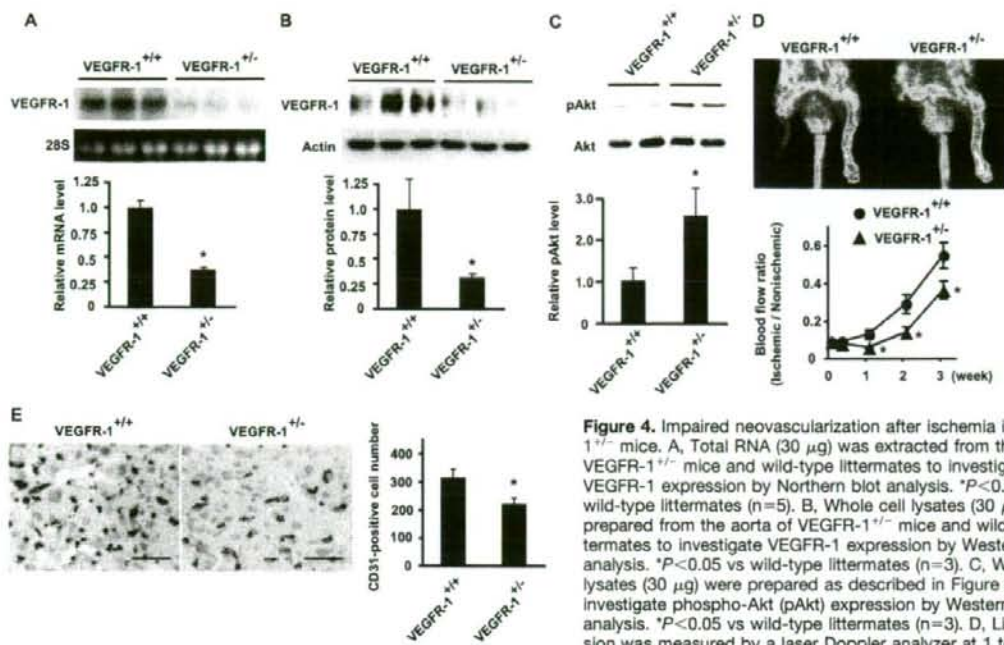 A
VEGFR-1+/+ VEGFR-1+/-
VEGFR-1
28S
Relative mRNA level
1.25
1.0
0.75
0.5
0.25
0
*
VEGFR-1+/+
VEGFR-1+/-
B
VEGFR-1+/+ VEGFR-1+/-
VEGFR-1
Actin
Relative protein level
1.25
1.0
0.75
0.5
0.25
0
*
VEGFR-1+/+
VEGFR-1+/-
C
VEGFR-1+/+
VEGFR-1+/-
pAkt
Akt
Relative pAkt level
3.0
2.0
1.0
0
*
VEGFR-1+/+
VEGFR-1+/-
D
VEGFR-1+/+ VEGFR-1+/-
● VEGFR-1+/+
▲ VEGFR-1+/-
Blood flow ratio
(Ischemic / Nonischemic)
0.6
0.4
0.2
0
* * *
0 1 2 3 (week)
E
VEGFR-1+/+ VEGFR-1+/-
CD31-positive cell number
400
300
200
100
0
*
VEGFR-1+/+
VEGFR-1+/-
Figure 4. Impaired neovascularization after ischemia i
1+/− mice. A, Total RNA (30 μg) was extracted from th
VEGFR-1+/− mice and wild-type littermates to investig
VEGFR-1 expression by Northern blot analysis. *P<0.
wild-type littermates (n=5). B, Whole cell lysates (30 μ
prepared from the aorta of VEGFR-1+/− mice and wild
termates to investigate VEGFR-1 expression by Weste
analysis. *P<0.05 vs wild-type littermates (n=3). C, W
lysates (30 μg) were prepared as described in Figure
investigate phospho-Akt (pAkt) expression by Western
analysis. *P<0.05 vs wild-type littermates (n=3). D, Li
sion was measured by a laser Doppler analyzer at 1 t